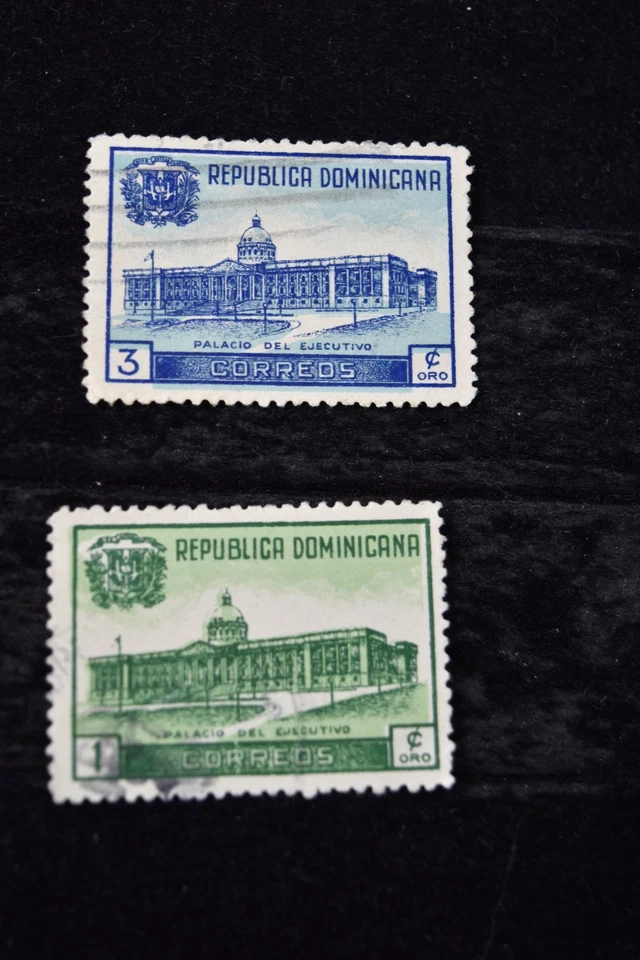 REPUBLICA DOMINICANA
PALACIO DEL EJECUTIVO
3 ¢
CORREOS ORO
REPUBLICA DOMINICANA
PALACIO DEL EJECUTIVO
1 ¢
CORREOS ORO